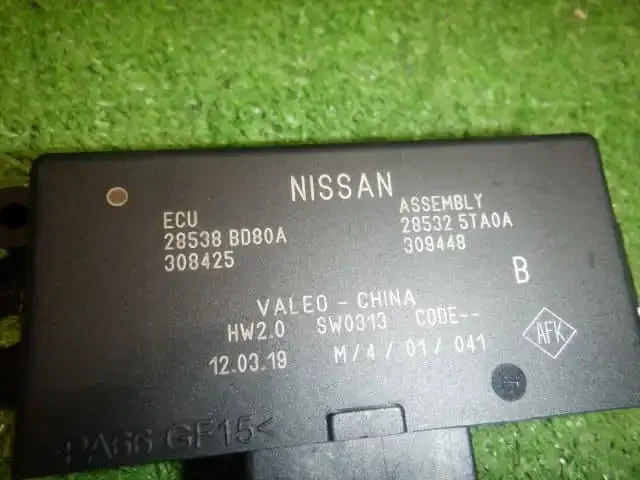 NISSAN
ECU
28538 BD80A
308425
ASSEMBLY
28532 5TA0A
309448
B
VALEO - CHINA
HW2.0 SW0313 CODE--
12.03.19 M/4/01/041
AFK
PA66 GF15<